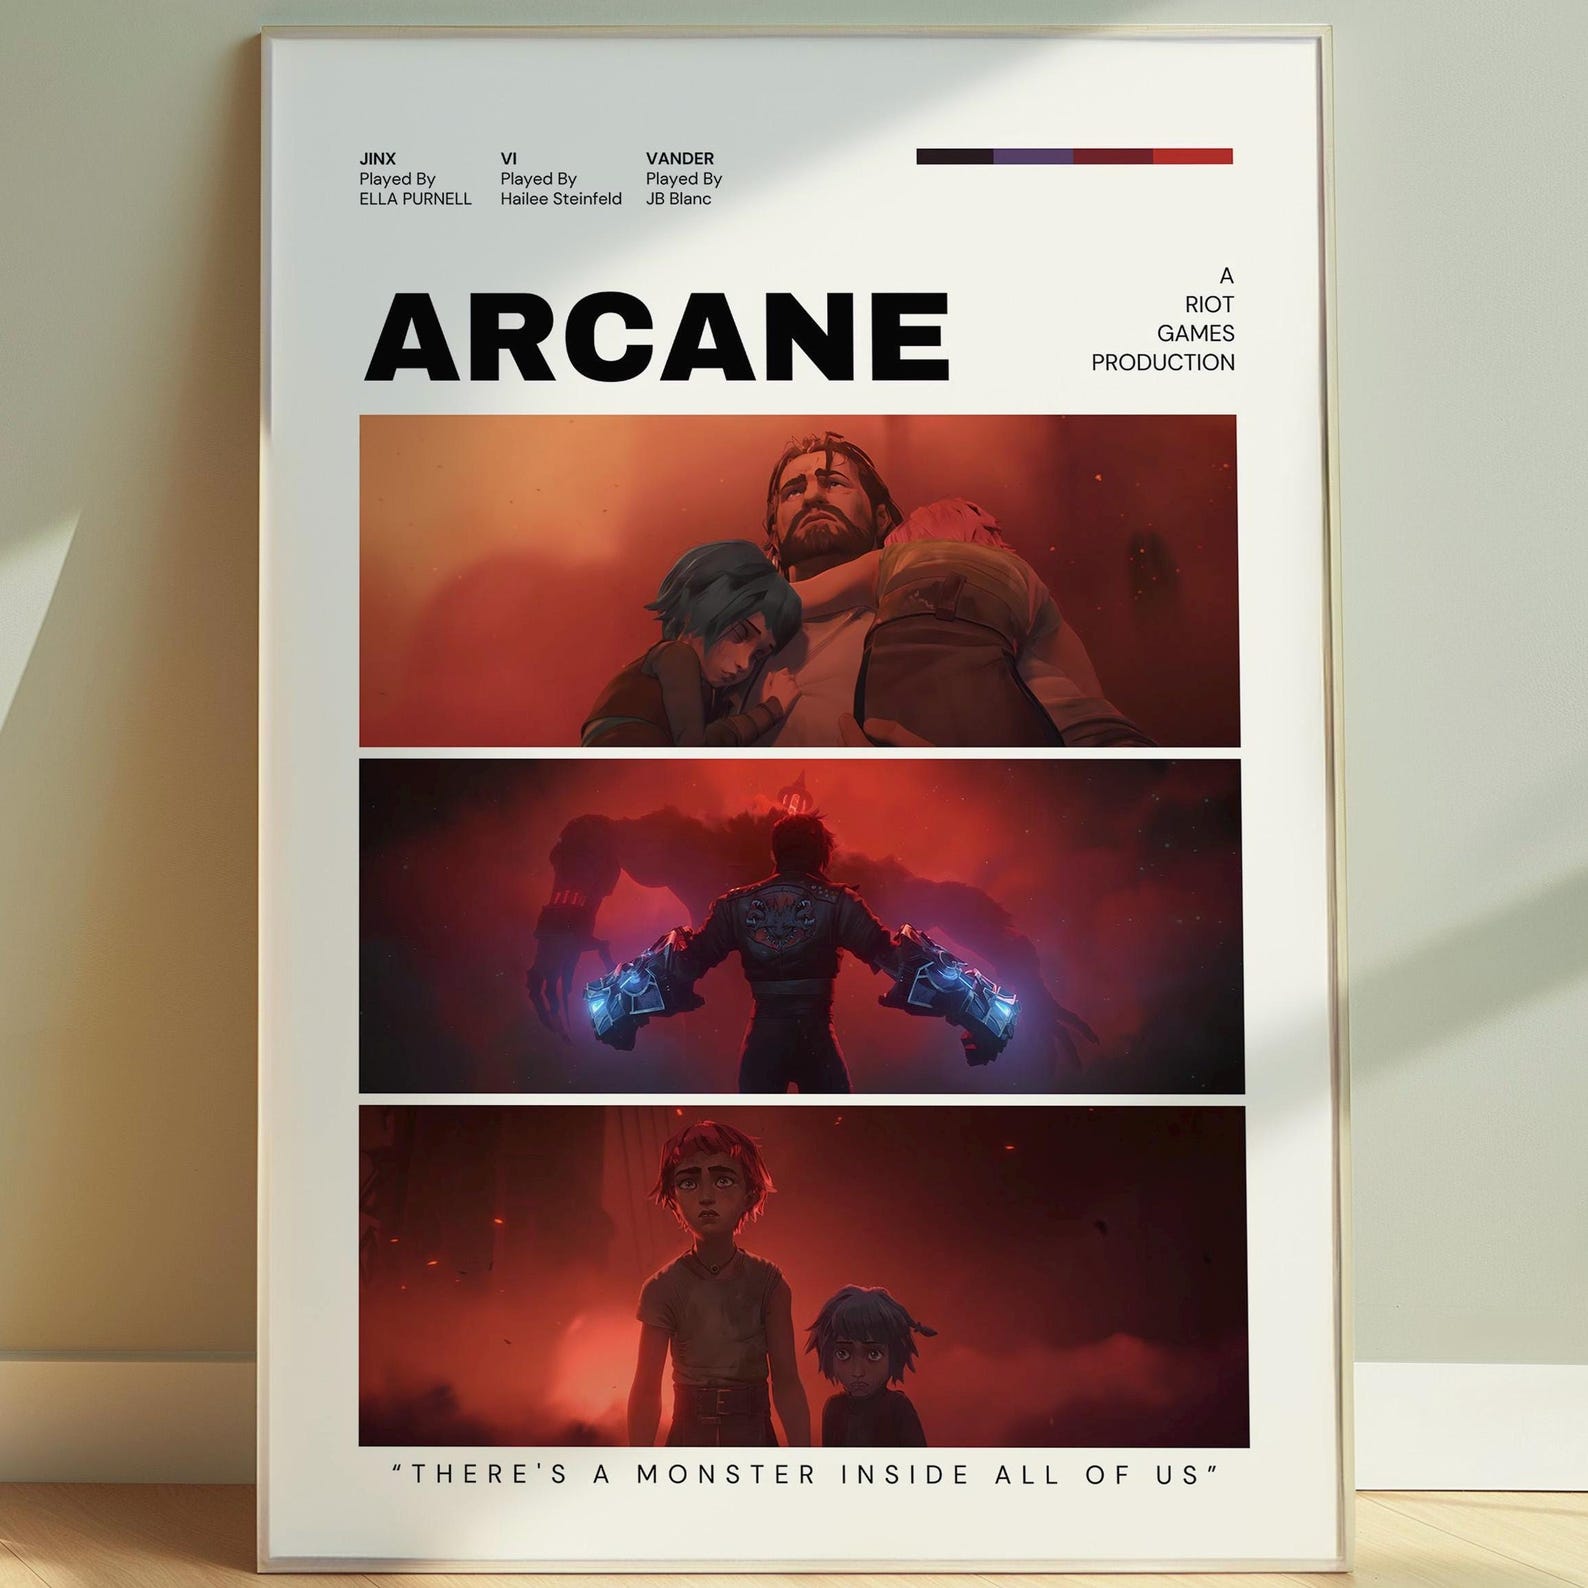 JINX
Played By
ELLA PURNELL
VI
Played By
Hailee Steinfeld
VANDER
Played By
JB Blanc
ARCANE
A
RIOT
GAMES
PRODUCTION
“THERE'S A MONSTER INSIDE ALL OF US”